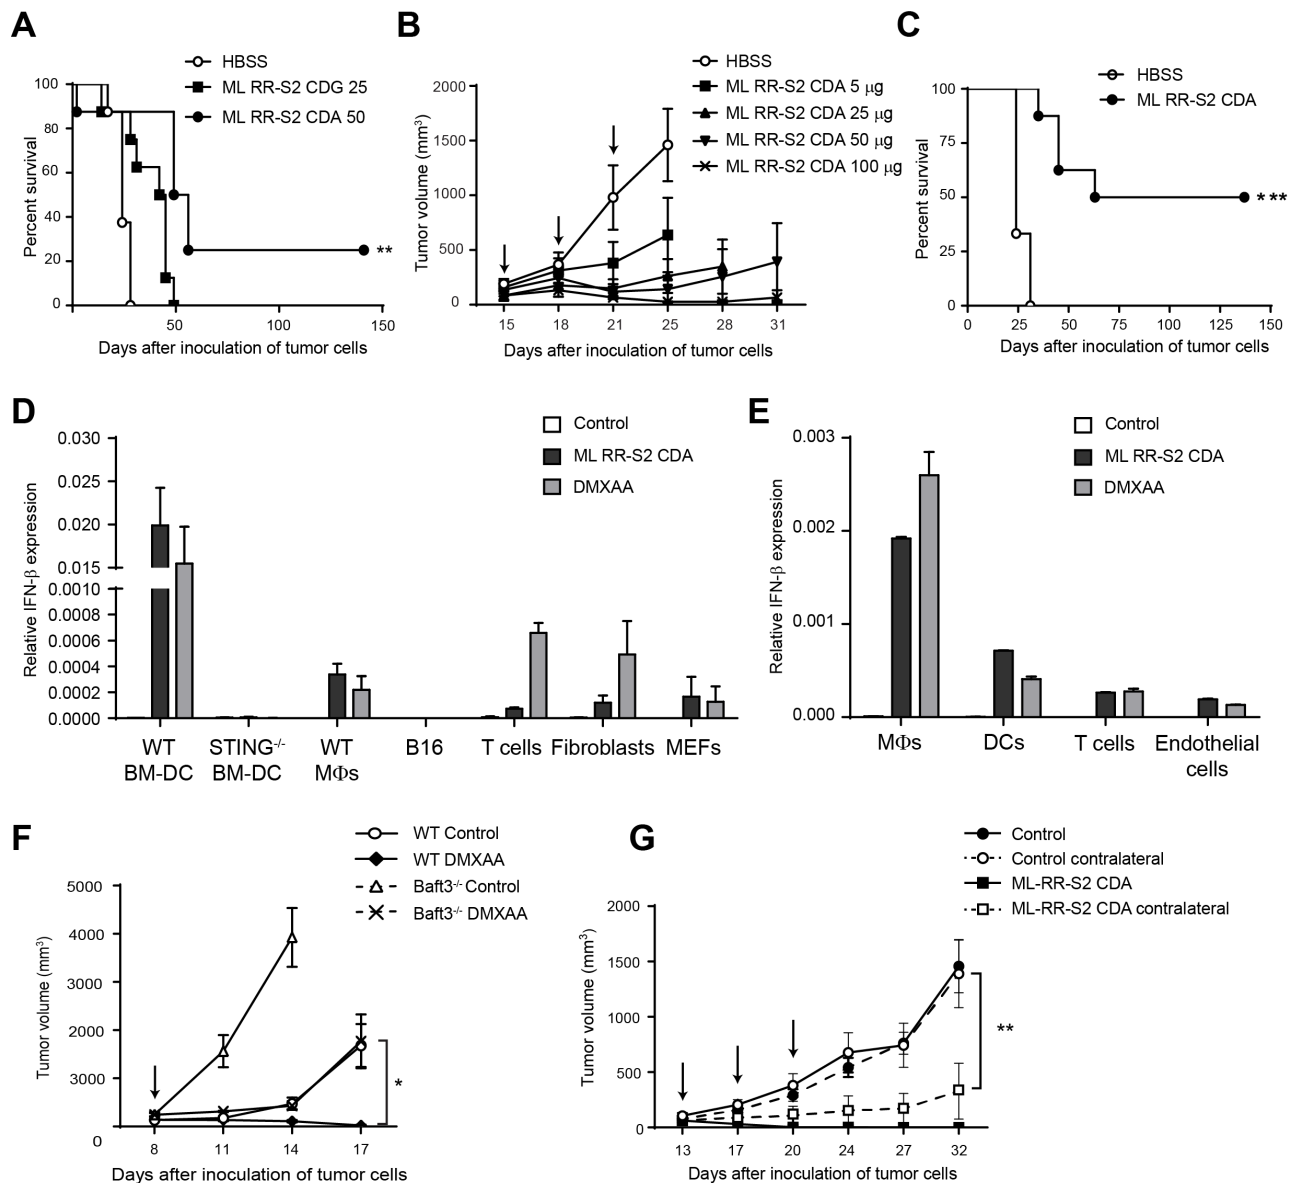 A
HBSS
ML RR-S2 CDG 25
ML RR-S2 CDA 50
Percent survival
100
80
60
40
20
0
50
100
150
**
Days after inoculation of tumor cells
B
HBSS
ML RR-S2 CDA 5 μg
ML RR-S2 CDA 25 μg
ML RR-S2 CDA 50 μg
ML RR-S2 CDA 100 μg
Tumor volume (mm³)
2000
1500
1000
500
0
15
18
21
25
28
31
Days after inoculation of tumor cells
C
HBSS
ML RR-S2 CDA
Percent survival
100
75
50
25
0
0
25
50
75
100
125
150
***
Days after inoculation of tumor cells
D
Control
ML RR-S2 CDA
DMXAA
Relative IFN-β expression
0.030
0.025
0.020
0.015
0.0010
0.0008
0.0006
0.0004
0.0002
0.0000
WT
BM-DC
STING-/-
BM-DC
WT
MΦs
B16
T cells
Fibroblasts
MEFs
E
Control
ML RR-S2 CDA
DMXAA
Relative IFN-β expression
0.003
0.002
0.001
0.000
MΦs
DCs
T cells
Endothelial
cells
F
WT Control
WT DMXAA
Baft3-/- Control
Baft3-/- DMXAA
Tumor volume (mm³)
5000
4000
3000
2000
3000
0
8
11
14
17
*
Days after inoculation of tumor cells
G
Control
Control contralateral
ML-RR-S2 CDA
ML-RR-S2 CDA contralateral
Tumor volume (mm³)
2000
1500
1000
500
0
13
17
20
24
27
32
**
Days after inoculation of tumor cells